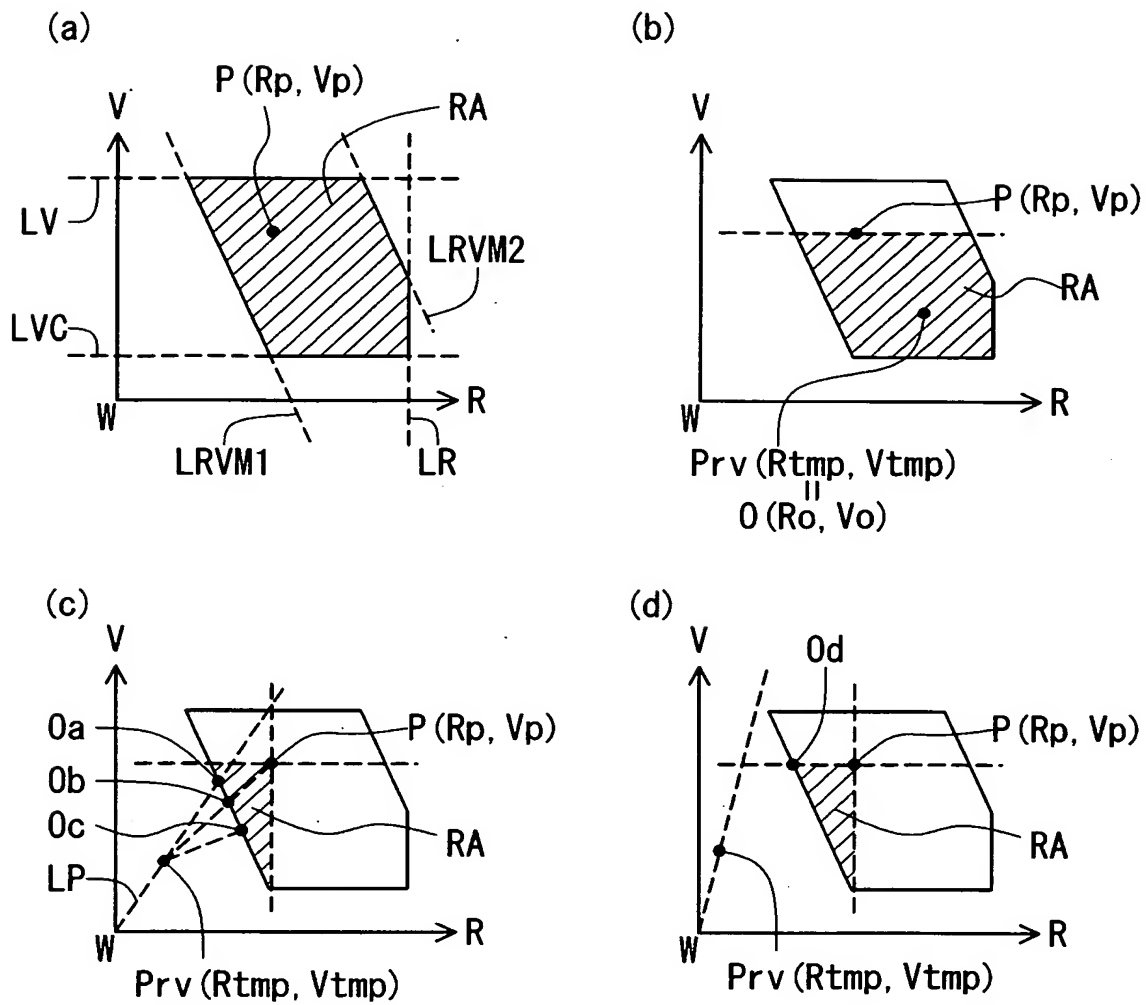 (a)
P(Rp, Vp)
RA
V
LV
LVC
LRVM2
W
R
LRVM1
LR
(b)
V
P(Rp, Vp)
RA
W
R
Prv(Rtmp, Vtmp)
=
O(Ro, Vo)
(c)
V
Oa
Ob
Oc
LP
P(Rp, Vp)
RA
W
R
Prv(Rtmp, Vtmp)
(d)
V
Od
P(Rp, Vp)
RA
W
R
Prv(Rtmp, Vtmp)